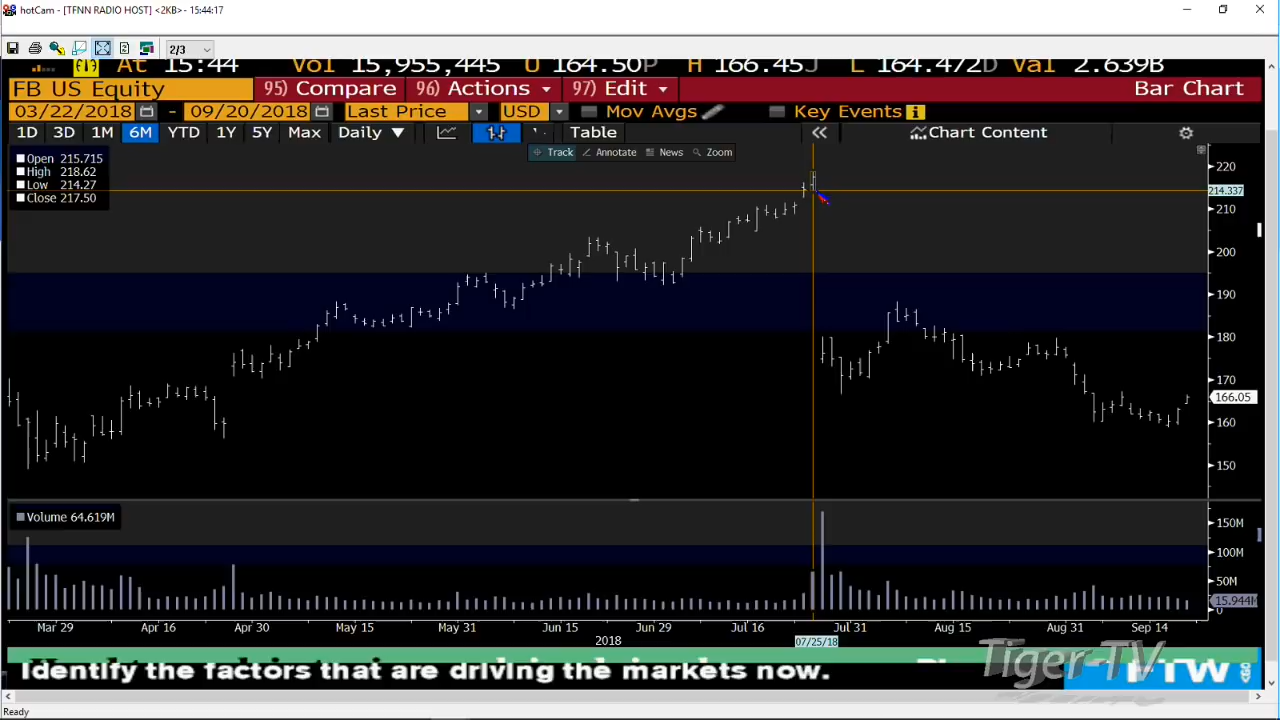 hotCam - [TFNN RADIO HOST] <2KB> - 15:44:17
2/3
At 15:44 Vol 15,955,445 O 164.50P H 166.45J L 164.472D Val 2.639B
FB US Equity 95) Compare 96) Actions 97) Edit Bar Chart
03/22/2018 - 09/20/2018 Last Price USD Mov Avgs Key Events
1D 3D 1M 6M YTD 1Y 5Y Max Daily Table Chart Content
Track Annotate News Zoom
Open 215.715
High 218.62
Low 214.27
Close 217.50
220
214.337
210
200
190
180
170
166.05
160
150
Volume 64.619M
150M
100M
50M
15.944M
0
Mar 29 Apr 16 Apr 30 May 15 May 31 Jun 15 Jun 29 Jul 16 Jul 31 Aug 15 Aug 31 Sep 14
2018
07/25/18
Identify the factors that are driving the markets now.
Tiger-TV
Ready